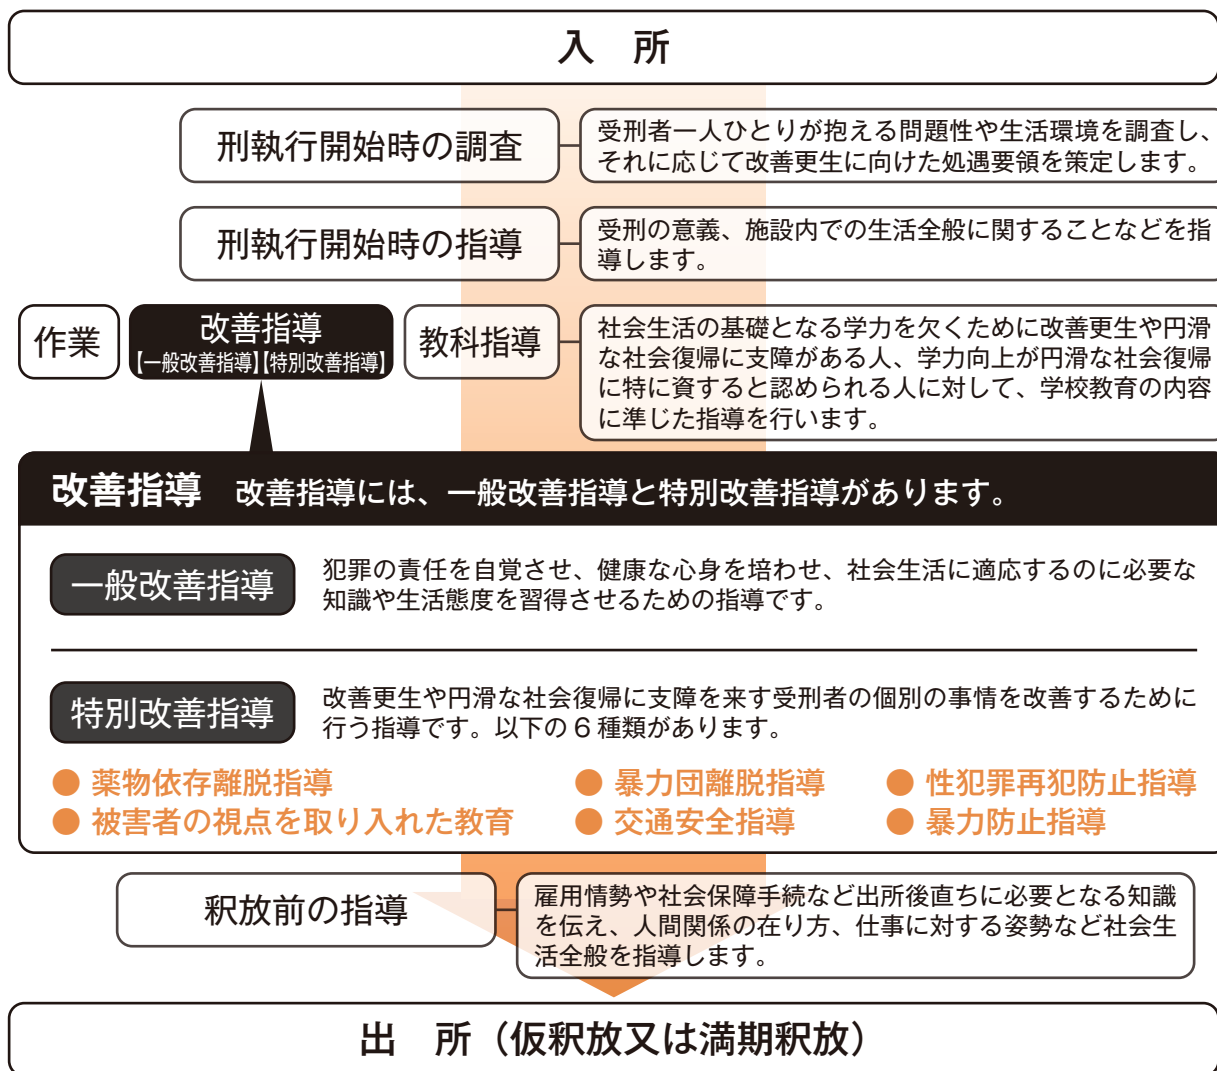 入　所
刑執行開始時の調査
受刑者一人ひとりが抱える問題性や生活環境を調査し、
それに応じて改善更生に向けた処遇要領を策定します。
刑執行開始時の指導
受刑の意義、施設内での生活全般に関することなどを指
導します。
作業
改善指導
【一般改善指導】【特別改善指導】
教科指導
社会生活の基礎となる学力を欠くために改善更生や円滑
な社会復帰に支障がある人、学力向上が円滑な社会復帰
に特に資すると認められる人に対して、学校教育の内容
に準じた指導を行います。
改善指導　改善指導には、一般改善指導と特別改善指導があります。
一般改善指導
犯罪の責任を自覚させ、健康な心身を培わせ、社会生活に適応するのに必要な
知識や生活態度を習得させるための指導です。
特別改善指導
改善更生や円滑な社会復帰に支障を来す受刑者の個別の事情を改善するために
行う指導です。以下の6種類があります。
● 薬物依存離脱指導　● 暴力団離脱指導　● 性犯罪再犯防止指導
● 被害者の視点を取り入れた教育　● 交通安全指導　● 暴力防止指導
釈放前の指導
雇用情勢や社会保障手続など出所後直ちに必要となる知識
を伝え、人間関係の在り方、仕事に対する姿勢など社会生
活全般を指導します。
出　所（仮釈放又は満期釈放）